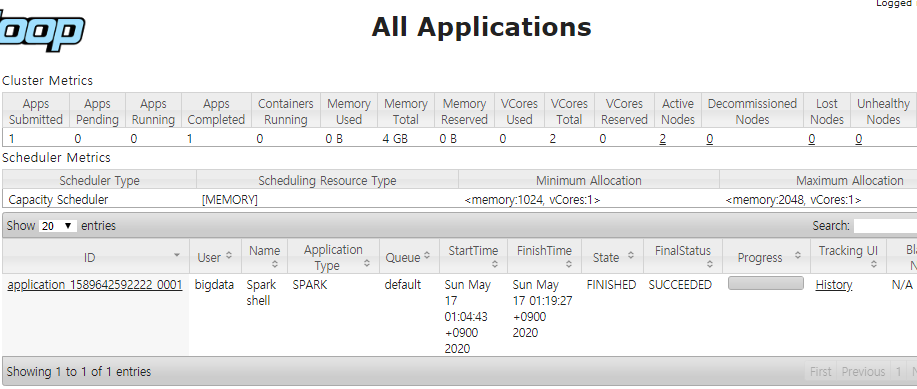 Logged
oop
All Applications
Cluster Metrics
Apps Submitted Apps Pending Apps Running Apps Completed Containers Running Memory Used Memory Total Memory Reserved VCores Used VCores Total VCores Reserved Active Nodes Decommissioned Nodes Lost Nodes Unhealthy Nodes
1 0 0 1 0 0 B 4 GB 0 B 0 2 0 2 0 0 0
Scheduler Metrics
Scheduler Type Scheduling Resource Type Minimum Allocation Maximum Allocation
Capacity Scheduler [MEMORY] <memory:1024, vCores:1> <memory:2048, vCores:1>
Show 20 entries Search:
ID User Name Application Type Queue StartTime FinishTime State FinalStatus Progress Tracking UI
application_1589642592222_0001 bigdata Spark shell SPARK default Sun May 17 01:04:43 +0900 2020 Sun May 17 01:19:27 +0900 2020 FINISHED SUCCEEDED History N/A
Showing 1 to 1 of 1 entries First Previous 1